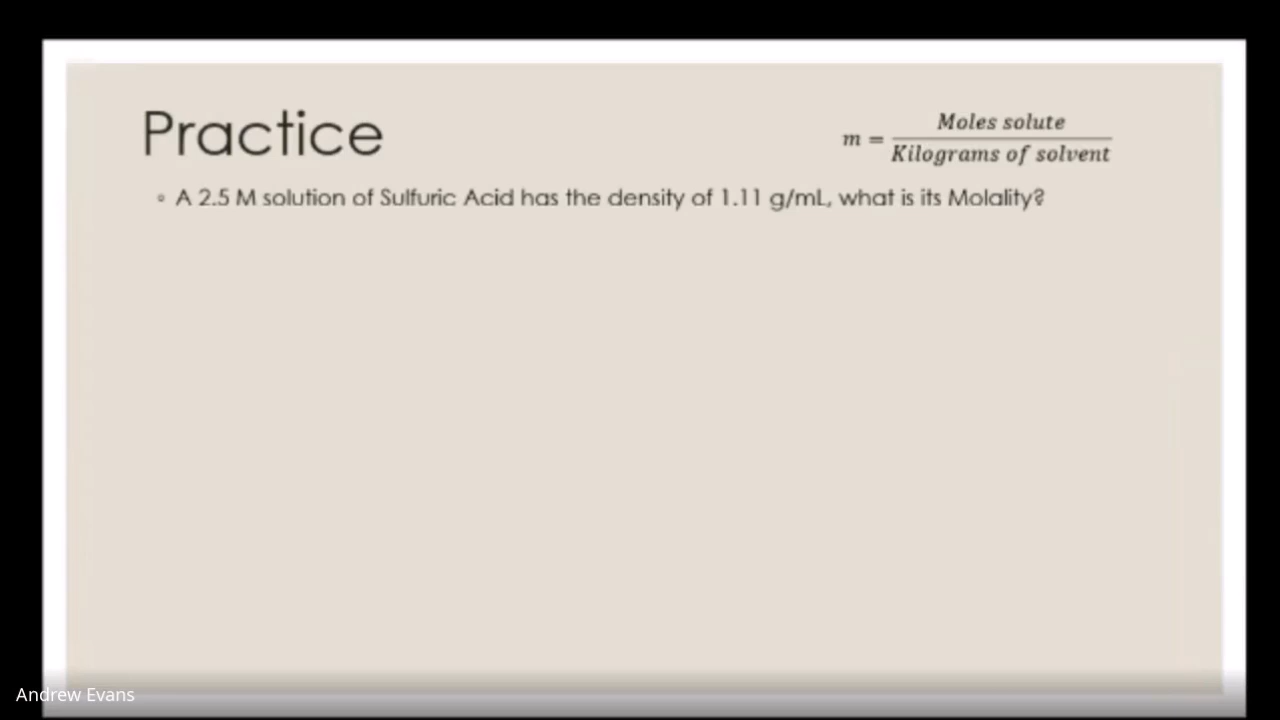 Practice
m = Moles solute / Kilograms of solvent
◦ A 2.5 M solution of Sulfuric Acid has the density of 1.11 g/mL, what is its Molality?
Andrew Evans